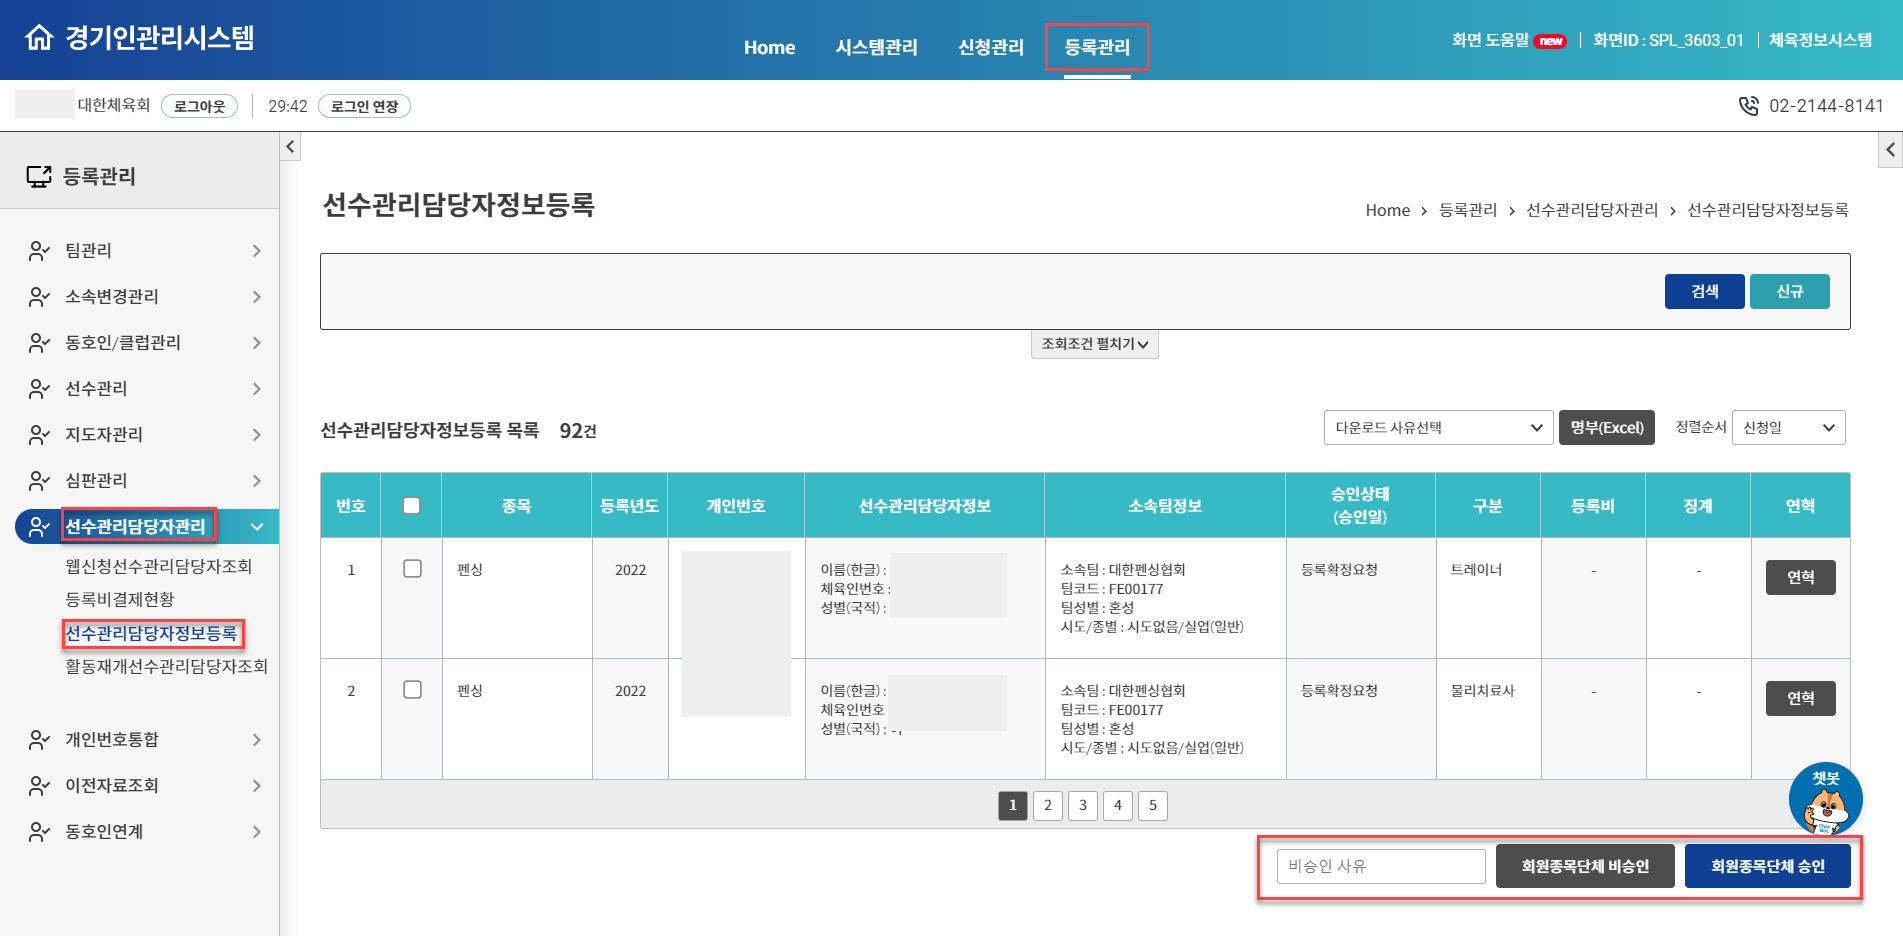 경기인관리시스템
Home 시스템관리 신청관리 등록관리
화면 도움말 new 화면ID : SPL_3603_01 체육정보시스템
대한체육회 로그아웃 29:42 로그인 연장
02-2144-8141
등록관리
팀관리
소속변경관리
동호인/클럽관리
선수관리
지도자관리
심판관리
선수관리담당자관리
웹신청선수관리담당자조회
등록비결제현황
선수관리담당자정보등록
활동재개선수관리담당자조회
개인번호통합
이전자료조회
동호인연계
선수관리담당자정보등록
Home > 등록관리 > 선수관리담당자관리 > 선수관리담당자정보등록
검색 신규
조회조건 펼치기
선수관리담당자정보등록 목록 92건
다운로드 사유선택 명부(Excel) 정렬순서 신청일
번호 종목 등록년도 개인번호 선수관리담당자정보 소속팀정보 승인상태 구분 등록비 징계 연혁
(승인일)
1 펜싱 2022 이름(한글) : 소속팀 : 대한펜싱협회 등록확정요청 트레이너 - - 연혁
체육인번호 : 팀코드 : FE00177
성별(국적) : 팀성별 : 혼성
시도/종별 : 시도없음/실업(일반)
2 펜싱 2022 이름(한글) : 소속팀 : 대한펜싱협회 등록확정요청 물리치료사 - - 연혁
체육인번호 팀코드 : FE00177
성별(국적) : 팀성별 : 혼성
시도/종별 : 시도없음/실업(일반)
1 2 3 4 5
챗봇
비승인 사유 회원종목단체 비승인 회원종목단체 승인